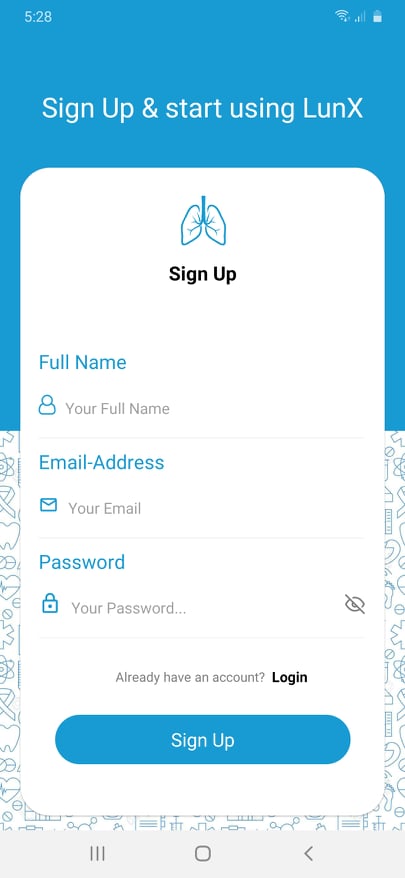 5:28
Sign Up & start using LunX
Sign Up
Full Name
Your Full Name
Email-Address
Your Email
Password
Your Password...
Already have an account? Login
Sign Up